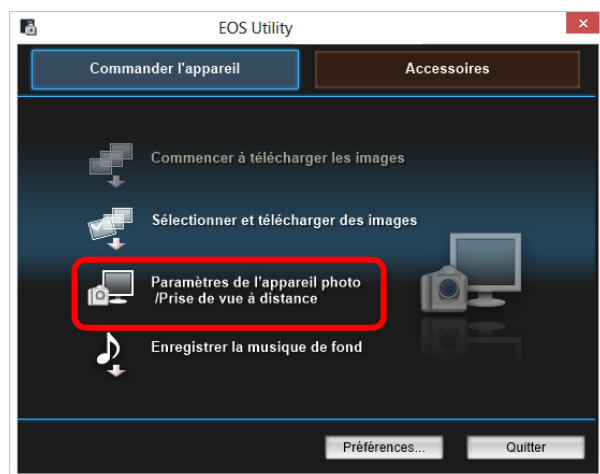 EOS Utility
Commander l'appareil
Accessoires
Commencer à télécharger les images
Sélectionner et télécharger des images
Paramètres de l'appareil photo
/Prise de vue à distance
Enregistrer la musique de fond
Préférences...
Quitter